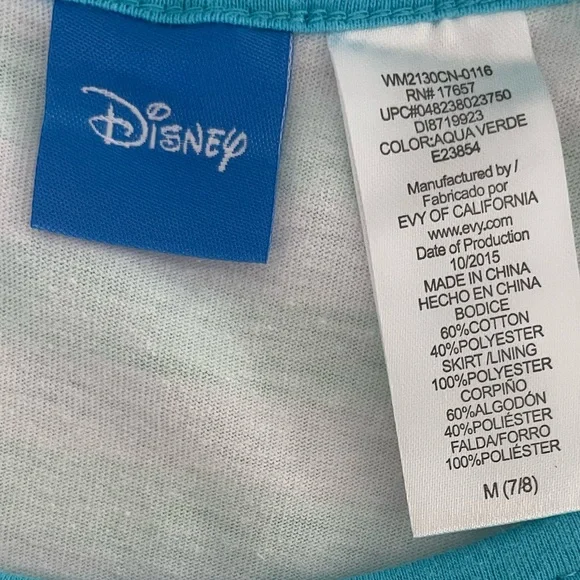 Disney
WM2130CN-0116
RN# 17657
UPC#048238023750
DI8719923
COLOR:AQUA VERDE
E23854
Manufactured by /
Fabricado por
EVY OF CALIFORNIA
www.evy.com
Date of Production
10/2015
MADE IN CHINA
HECHO EN CHINA
BODICE
60%COTTON
40%POLYESTER
SKIRT /LINING
100%POLYESTER
CORPIÑO
60%ALGODÓN
40%POLIÉSTER
FALDA/FORRO
100%POLIÉSTER
M (7/8)